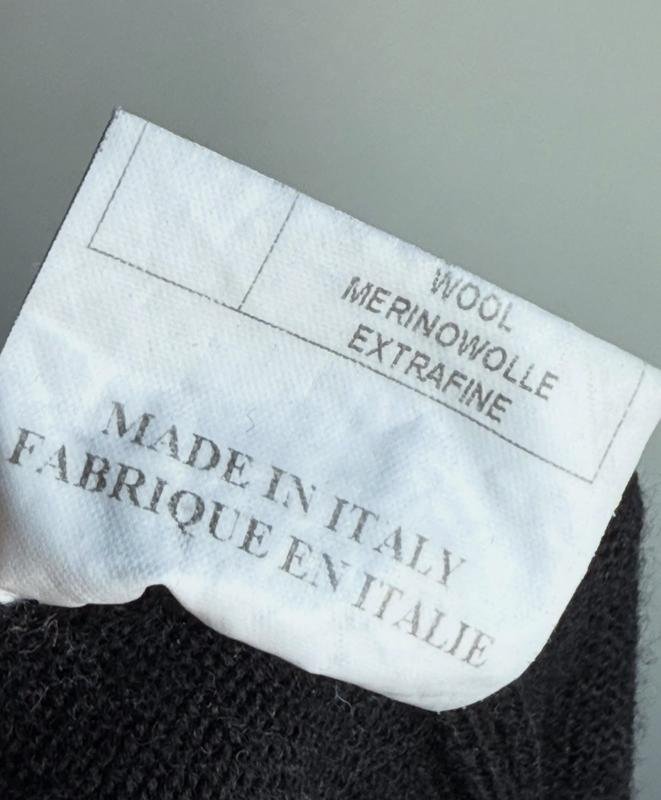 WOOL
MERINOWOLLE
EXTRAFINE
MADE IN ITALY
FABRIQUE EN ITALIE